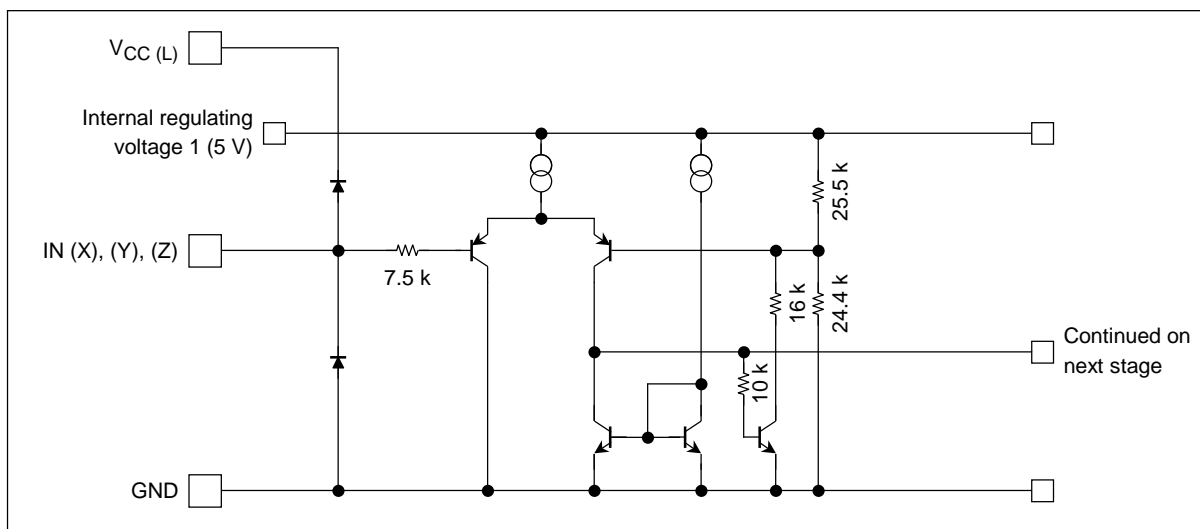 VCC (L)
Internal regulating
voltage 1 (5 V)
25.5 k
IN (X), (Y), (Z)
7.5 k
16 k
24.4 k
Continued on
next stage
10 k
GND